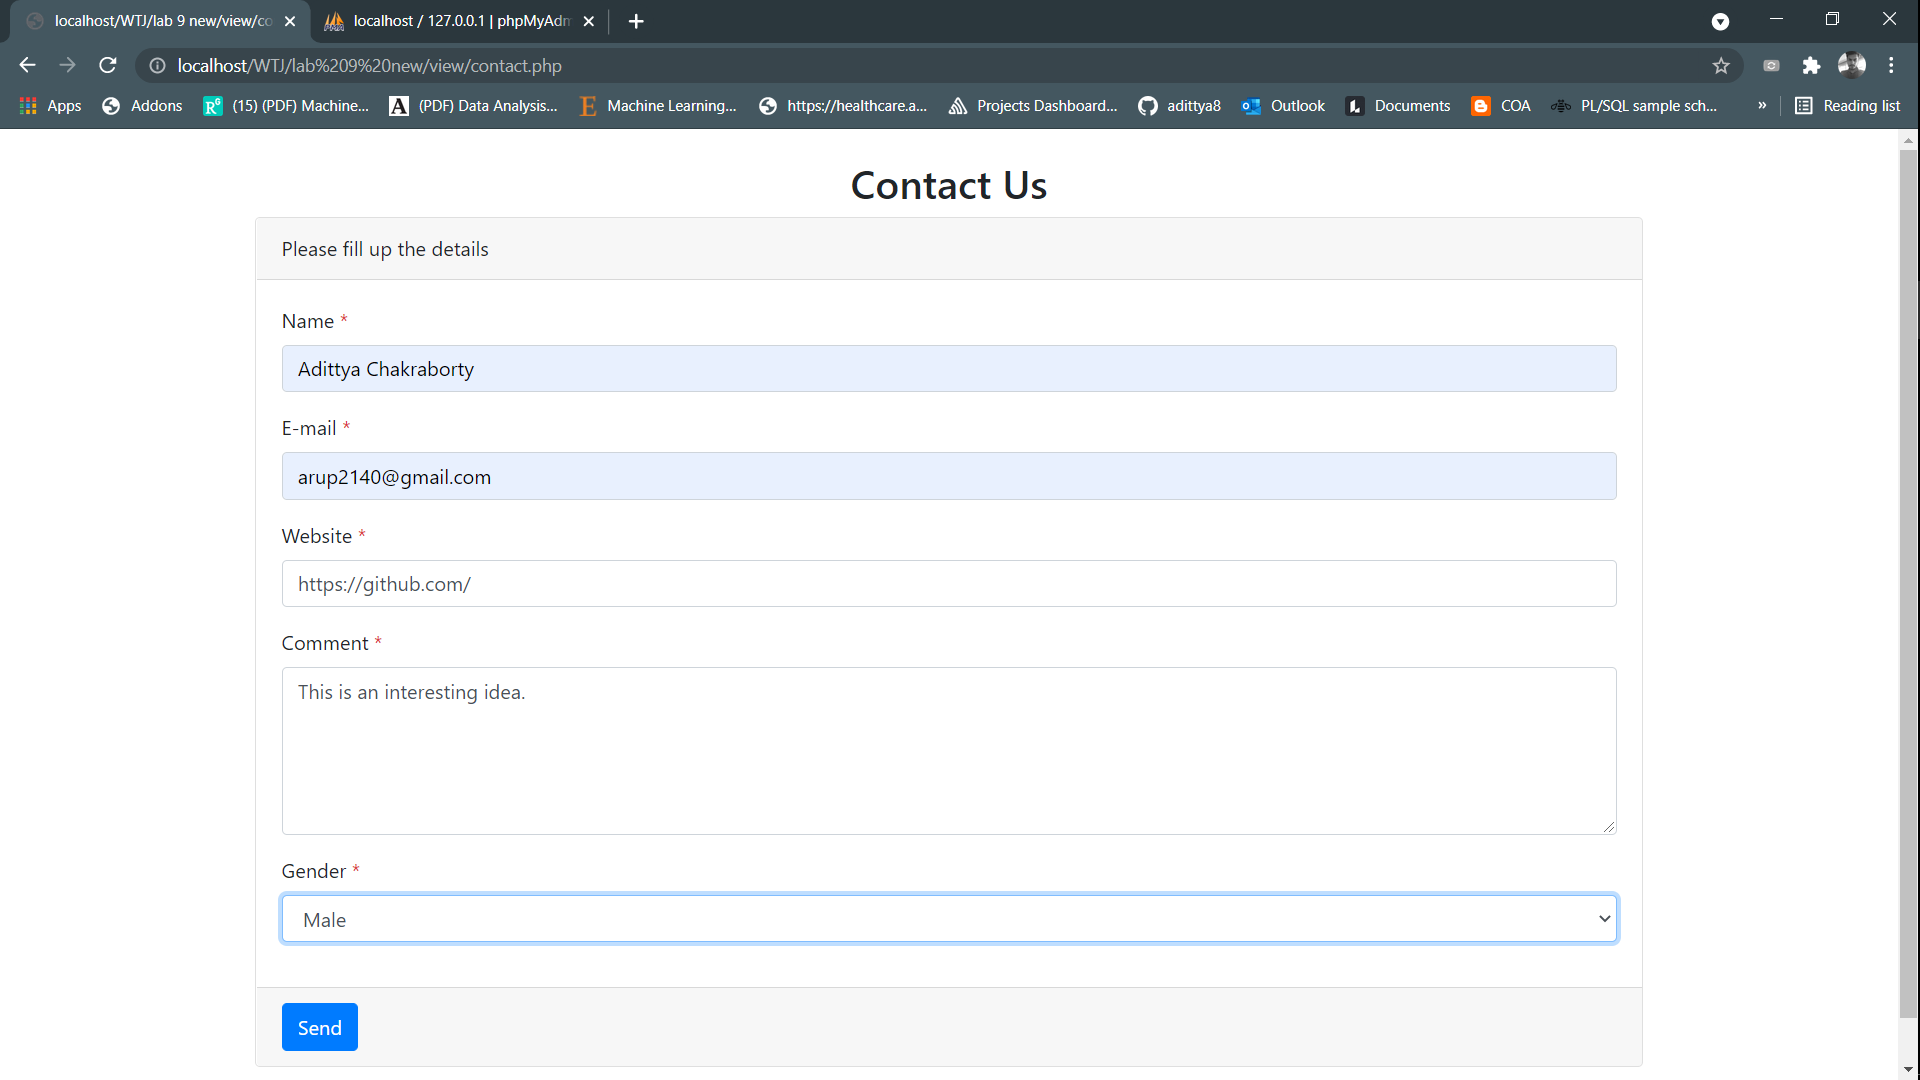 localhost/WTJ/lab 9 new/view/co
localhost / 127.0.0.1 | phpMyAdm
localhost/WTJ/lab%209%20new/view/contact.php
Apps Addons (15) (PDF) Machine... (PDF) Data Analysis... Machine Learning... https://healthcare.a... Projects Dashboard... adittya8 Outlook Documents COA PL/SQL sample sch... » Reading list
Contact Us
Please fill up the details
Name *
Adittya Chakraborty
E-mail *
arup2140@gmail.com
Website *
https://github.com/
Comment *
This is an interesting idea.
Gender *
Male
Send